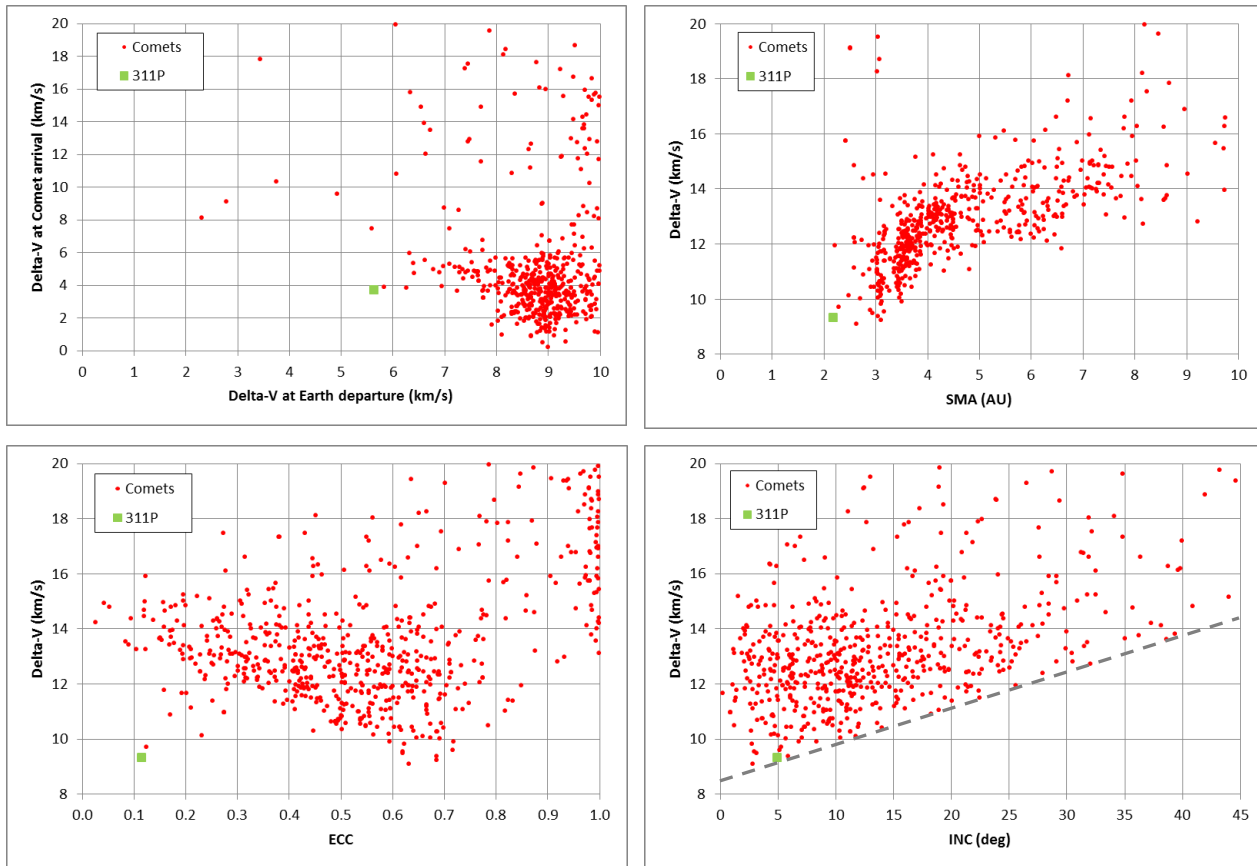 20
18
16
14
12
10
8
6
4
2
0
Delta-V at Comet arrival (km/s)
Comets
311P
0 1 2 3 4 5 6 7 8 9 10
Delta-V at Earth departure (km/s)
20
18
16
14
12
10
8
Delta-V (km/s)
Comets
311P
0 1 2 3 4 5 6 7 8 9 10
SMA (AU)
20
18
16
14
12
10
8
Delta-V (km/s)
Comets
311P
0.0 0.1 0.2 0.3 0.4 0.5 0.6 0.7 0.8 0.9 1.0
ECC
20
18
16
14
12
10
8
Delta-V (km/s)
Comets
311P
0 5 10 15 20 25 30 35 40 45
INC (deg)